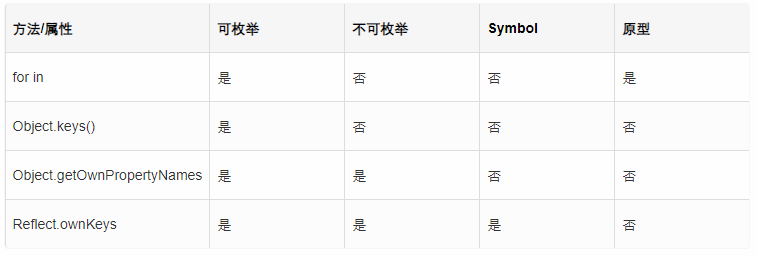 方法/属性 可枚举 不可枚举 Symbol 原型
for in 是 否 否 是
Object.keys() 是 否 否 否
Object.getOwnPropertyNames 是 是 否 否
Reflect.ownKeys 是 是 是 否